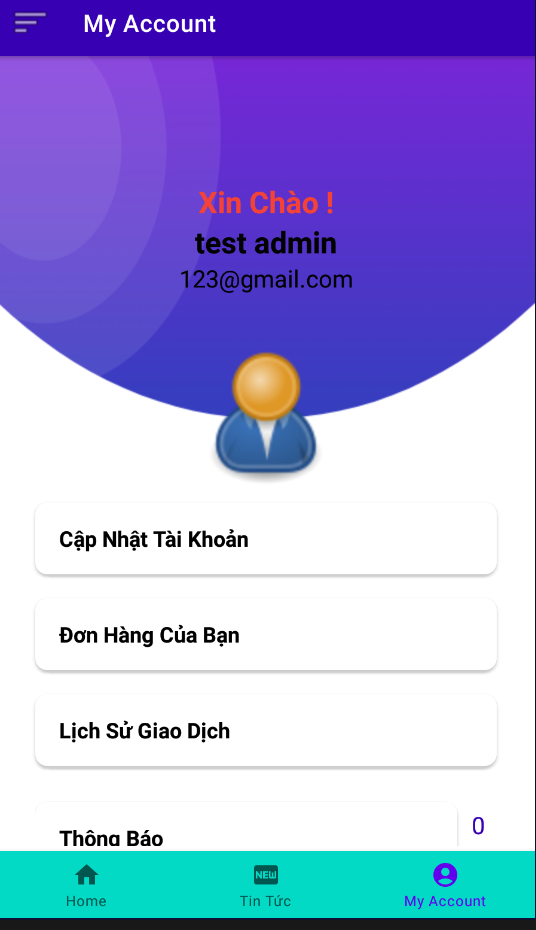 My Account
Xin Chào !
test admin
123@gmail.com
Cập Nhật Tài Khoản
Đơn Hàng Của Bạn
Lịch Sử Giao Dịch
Thông Báo
0
NEW
Home
Tin Tức
My Account